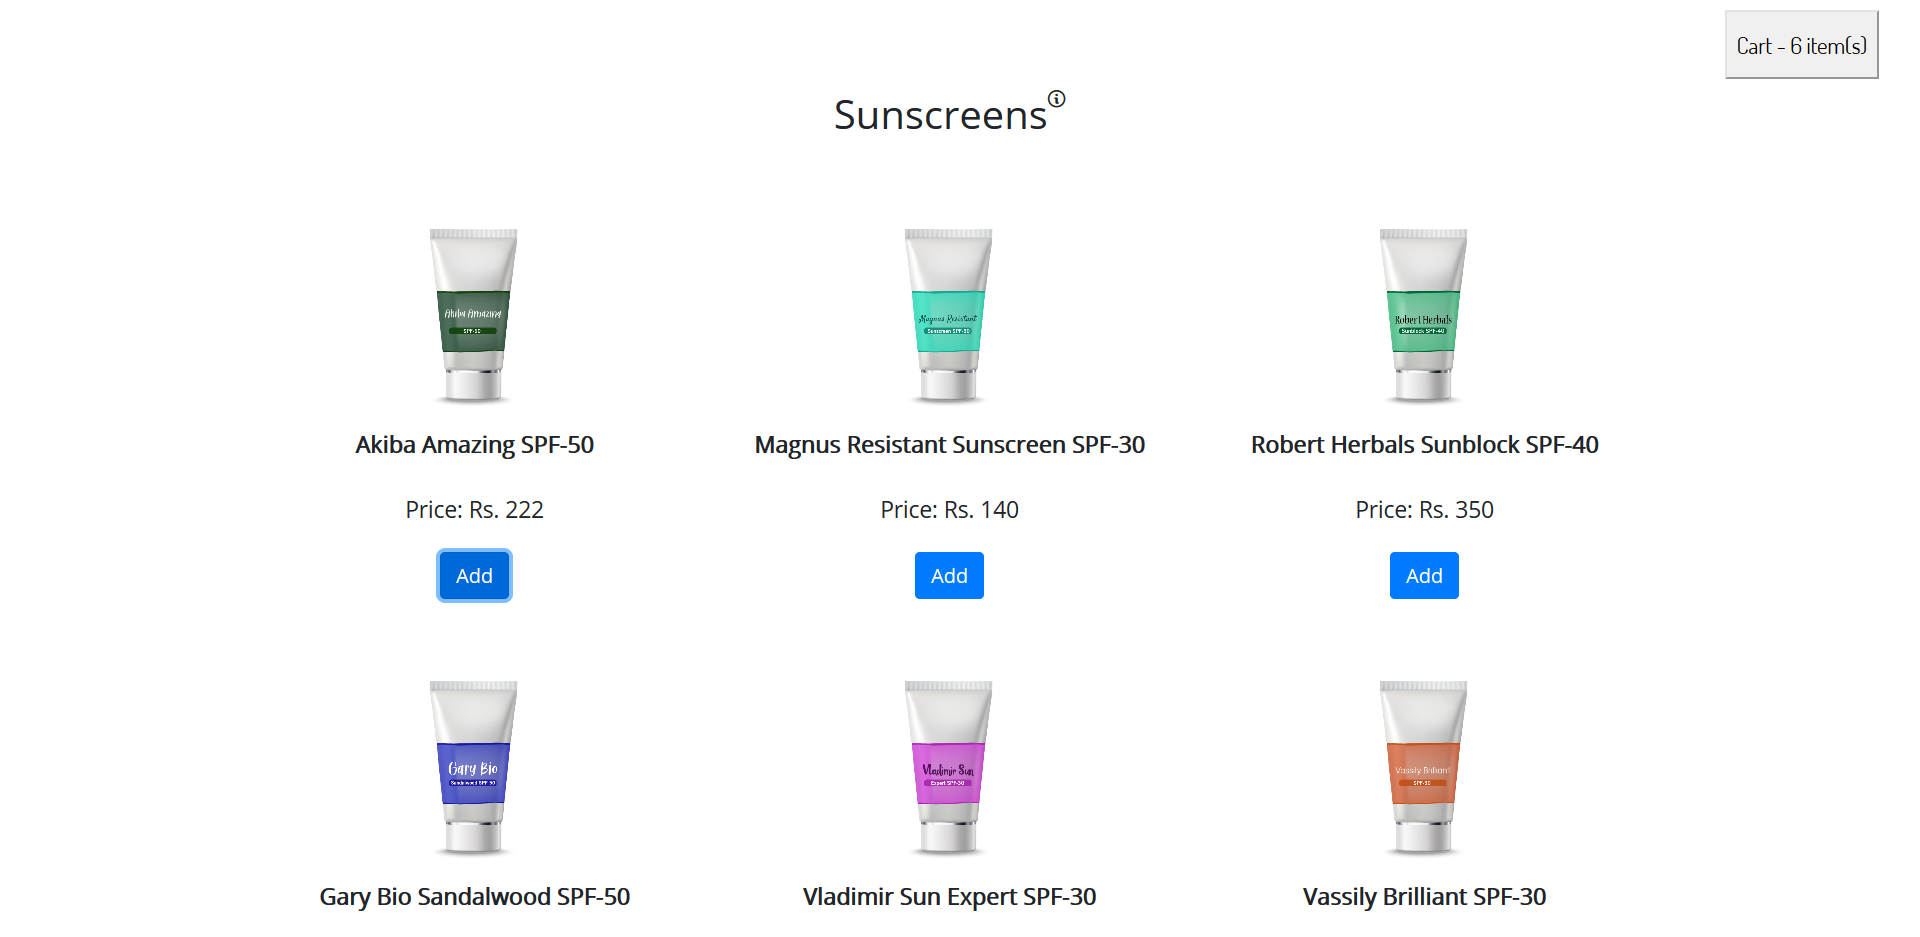 Cart - 6 item(s)
Sunscreens
Akiba Amazing
SPF-50
Magnus Resistant
Sunscreen SPF-30
Robert Herbals
Sunblock SPF-40
Akiba Amazing SPF-50
Magnus Resistant Sunscreen SPF-30
Robert Herbals Sunblock SPF-40
Price: Rs. 222
Price: Rs. 140
Price: Rs. 350
Add
Add
Add
Gary Bio
Sandalwood SPF-50
Vladimir Sun
Expert SPF-30
Vassily Brilliant
SPF-30
Gary Bio Sandalwood SPF-50
Vladimir Sun Expert SPF-30
Vassily Brilliant SPF-30